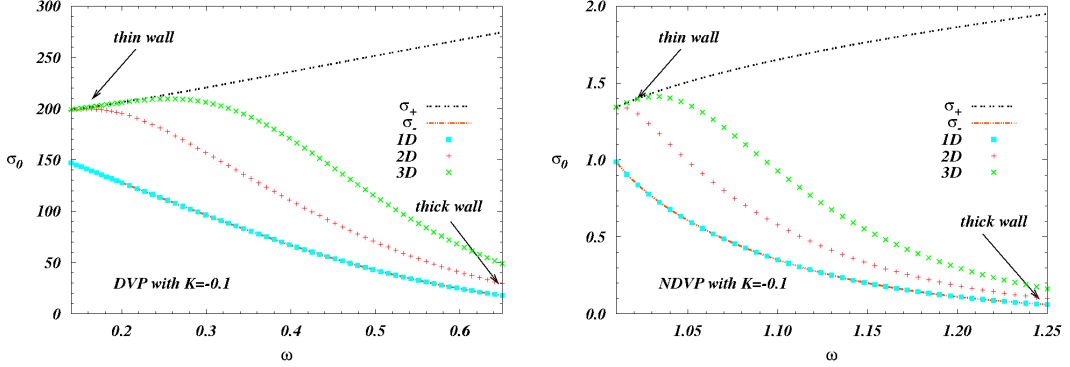 300
250
200
150
100
50
0
σ0
0.2
0.3
0.4
0.5
0.6
ω
thin wall
thick wall
σ+
σ-
1D
2D
3D
DVP with K=-0.1
2.0
1.5
1.0
0.5
0.0
σ0
1.05
1.10
1.15
1.20
1.25
ω
thin wall
thick wall
σ+
σ-
1D
2D
3D
NDVP with K=-0.1